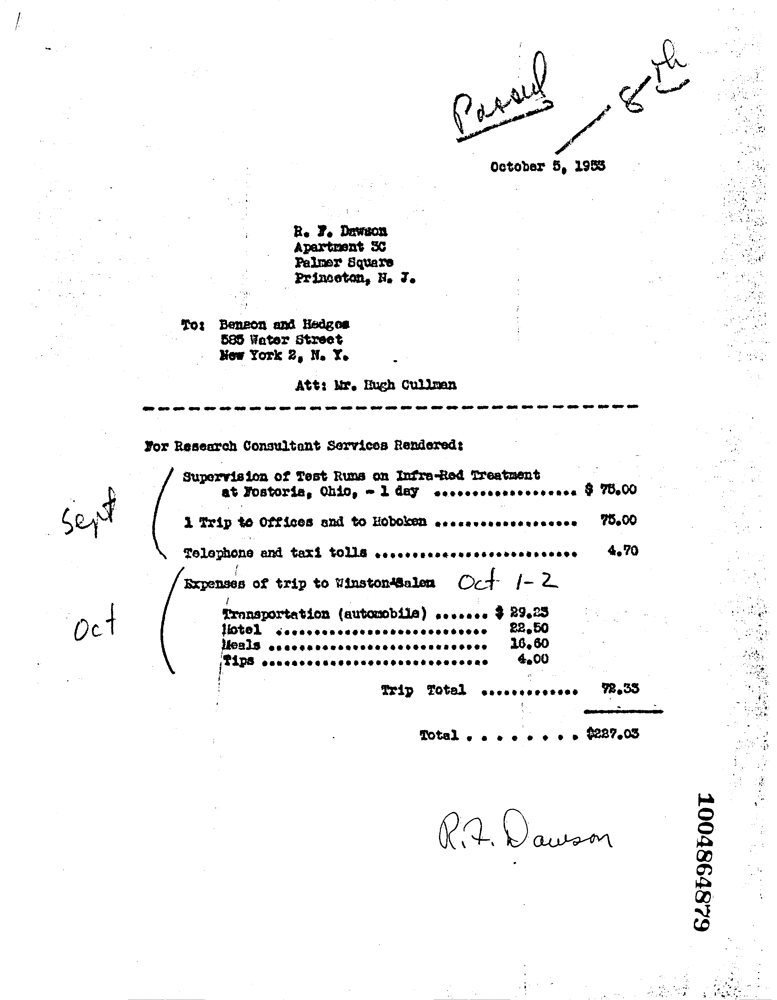 Passed
8th
October 5, 1953
R. F. Dawson
Apartment 3C
Palmer Square
Princeton, N. J.
To: Benson and Hedges
585 Water Street
New York 2, N. Y.
Att: Mr. Hugh Cullman
For Research Consultant Services Rendered:
Supervision of Test Runs on Infra-Red Treatment
at Fostoria, Ohio, - 1 day ................... $ 75.00
Sept
1 Trip to Offices and to Hoboken .................. 75.00
Telephone and taxi tolls ......................... 4.70
Expenses of trip to Winston-Salem Oct 1-2
Oct
Transportation (automobile) ....... $ 29.23
Hotel .............................. 22.50
Meals ............................... 16.60
Tips ................................ 4.00
Trip Total ............. 72.33
Total . . . . . . . . $227.03
R. F. Dawson
1004864879